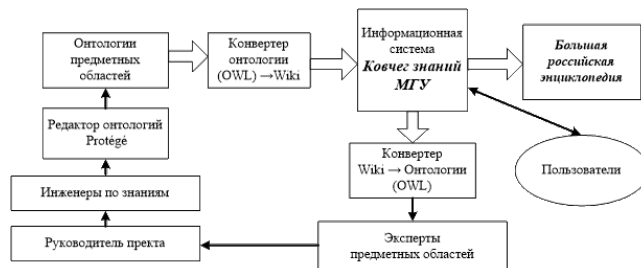 Онтологии
предметных
областей
Конвертер
онтологии
(OWL) →Wiki
Информационная
система
Ковчег знаний
МГУ
Большая
российская
энциклопедия
Редактор онтологий
Protégé
Конвертер
Wiki → Онтологии
(OWL)
Пользователи
Инженеры по знаниям
Руководитель пректа
Эксперты
предметных областей